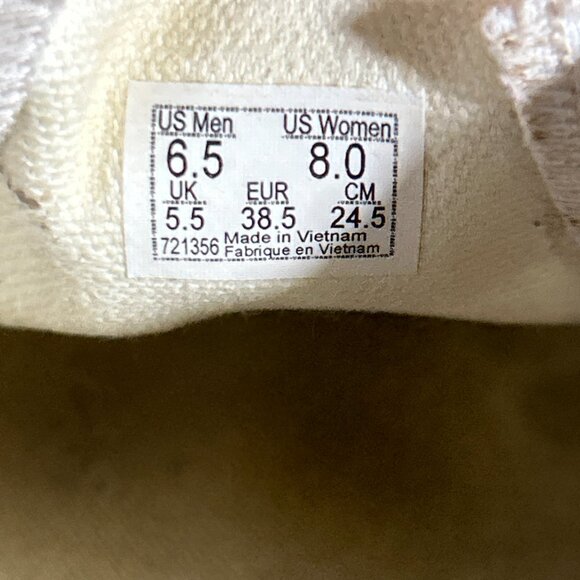 US Men US Women
6.5 8.0
UK EUR CM
5.5 38.5 24.5
721356 Made in Vietnam
Fabrique en Vietnam